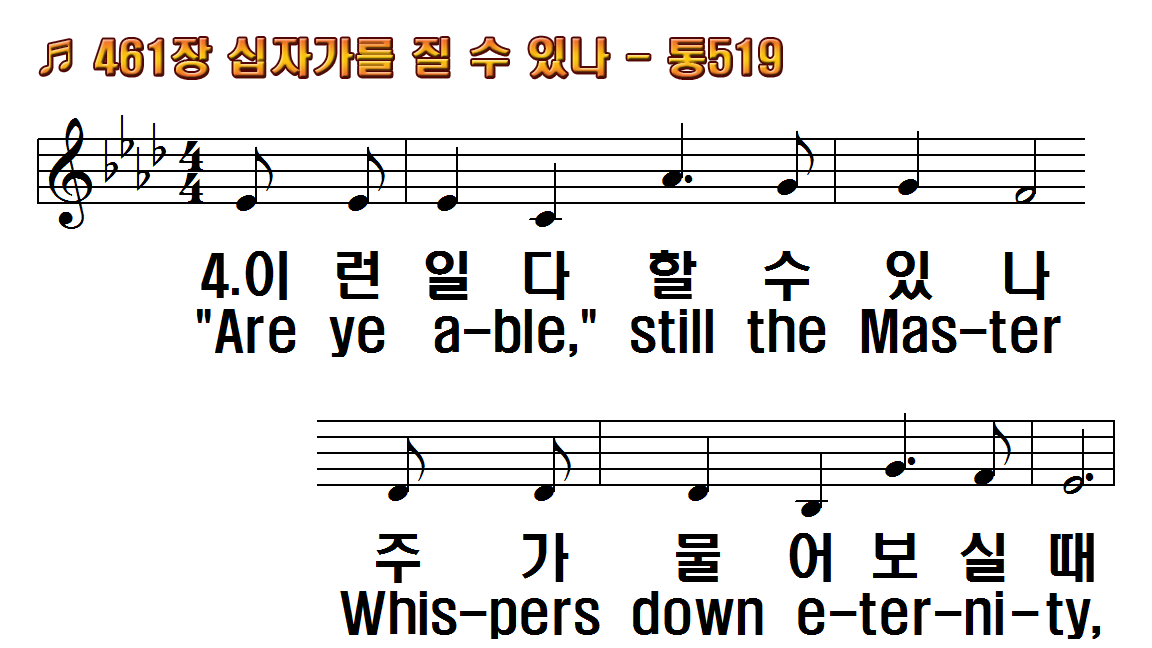 ♬ 461장 십자가를 질 수 있나 - 통519
4.이 런 일 다 할 수 있 나
"Are ye a-ble," still the Mas-ter
주 가 물 어 보 실 때
Whis-pers down e-ter-ni-ty,